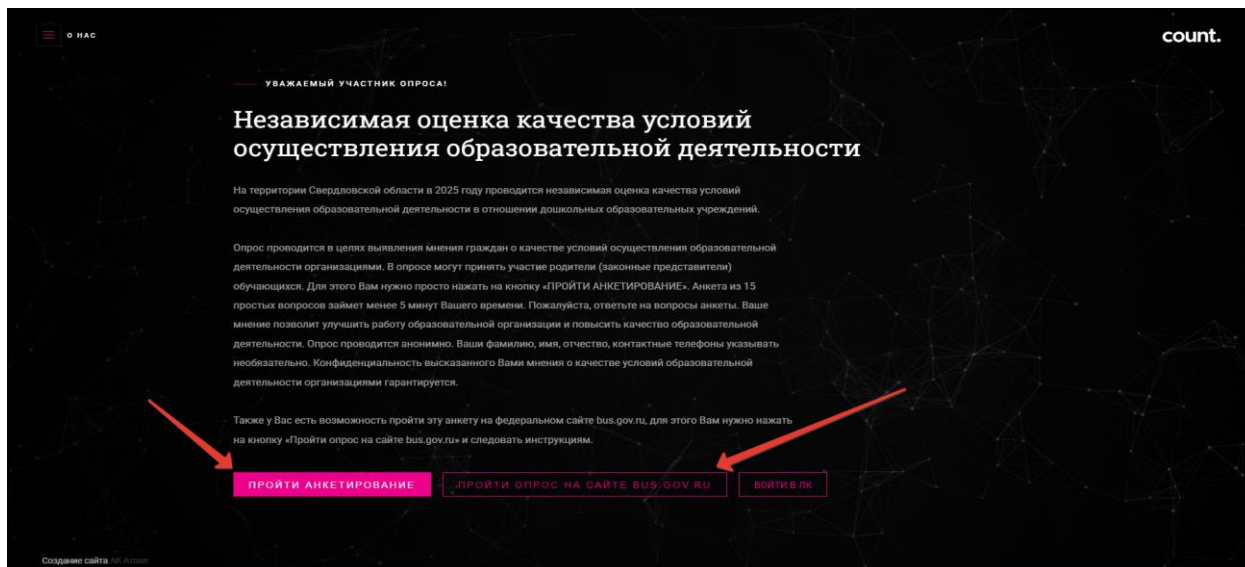 О НАС
count.
УВАЖАЕМЫЙ УЧАСТНИК ОПРОСА!
Независимая оценка качества условий
осуществления образовательной деятельности
На территории Свердловской области в 2025 году проводится независимая оценка качества условий
осуществления образовательной деятельности в отношении дошкольных образовательных учреждений.
Опрос проводится в целях выявления мнения граждан о качестве условий осуществления образовательной
деятельности организациями. В опросе могут принять участие родители (законные представители)
обучающихся. Для этого Вам нужно просто нажать на кнопку «ПРОЙТИ АНКЕТИРОВАНИЕ». Анкета из 15
простых вопросов займет менее 5 минут Вашего времени. Пожалуйста, ответьте на вопросы анкеты. Ваше
мнение позволит улучшить работу образовательной организации и повысить качество образовательной
деятельности. Опрос проводится анонимно. Ваши фамилию, имя, отчество, контактные телефоны указывать
необязательно. Конфиденциальность высказанного Вами мнения о качестве условий образовательной
деятельности организациями гарантируется.
Также у Вас есть возможность пройти эту анкету на федеральном сайте bus.gov.ru, для этого Вам нужно нажать
на кнопку «Пройти опрос на сайте bus.gov.ru» и следовать инструкциям.
ПРОЙТИ АНКЕТИРОВАНИЕ
ПРОЙТИ ОПРОС НА САЙТЕ BUS.GOV.RU
ВОЙТИ В ЛК
Создание сайта АК Атолл